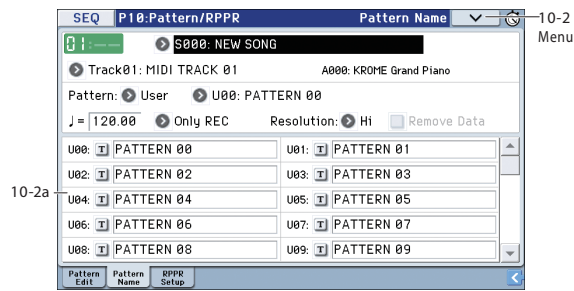 SEQ P10:Pattern/RPPR Pattern Name
10-2
Menu
01:--- S000: NEW SONG
Track01: MIDI TRACK 01 A000: KROME Grand Piano
Pattern: User U00: PATTERN 00
♩= 120.00 Only REC Resolution: Hi Remove Data
U00: T PATTERN 00 U01: T PATTERN 01
U02: T PATTERN 02 U03: T PATTERN 03
10-2a
U04: T PATTERN 04 U05: T PATTERN 05
U06: T PATTERN 06 U07: T PATTERN 07
U08: T PATTERN 08 U09: T PATTERN 09
Pattern Edit Pattern Name RPPR Setup